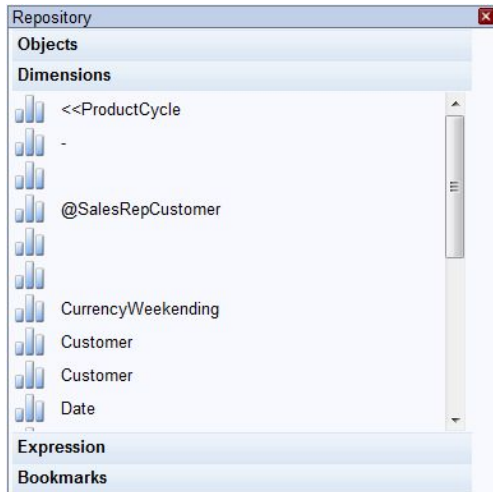 Repository
Objects
Dimensions
<<ProductCycle
-
@SalesRepCustomer
CurrencyWeekending
Customer
Customer
Date
Expression
Bookmarks